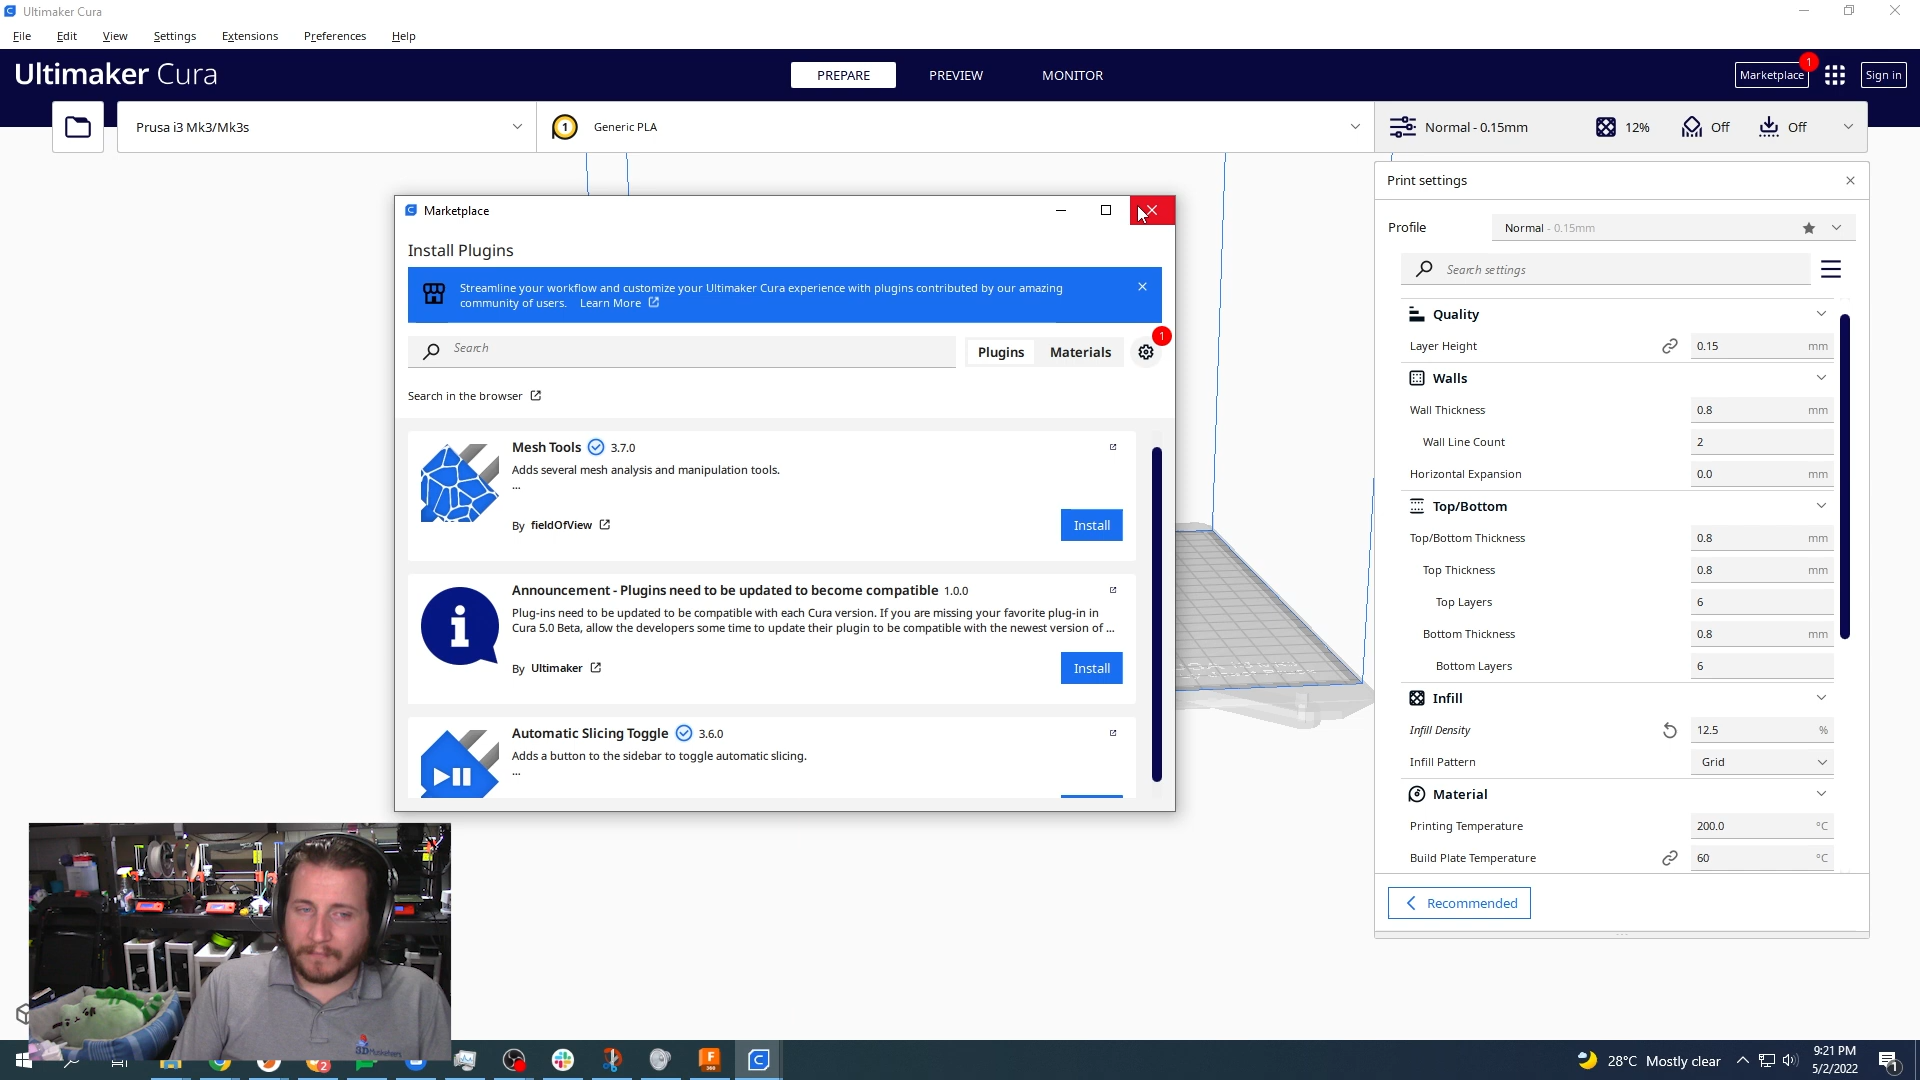 Ultimaker Cura
File Edit View Settings Extensions Preferences Help
Ultimaker Cura
PREPARE PREVIEW MONITOR
Marketplace 1 Sign in
Prusa i3 Mk3/Mk3s
1 Generic PLA
Normal - 0.15mm 12% Off Off
Marketplace
Install Plugins
Streamline your workflow and customize your Ultimaker Cura experience with plugins contributed by our amazing
community of users. Learn More
Search
Plugins Materials 1
Search in the browser
Mesh Tools 3.7.0
Adds several mesh analysis and manipulation tools.
...
By fieldOfView
Install
Announcement - Plugins need to be updated to become compatible 1.0.0
Plug-ins need to be updated to be compatible with each Cura version. If you are missing your favorite plug-in in
Cura 5.0 Beta, allow the developers some time to update their plugin to be compatible with the newest version of ...
By Ultimaker
Install
Automatic Slicing Toggle 3.6.0
Adds a button to the sidebar to toggle automatic slicing.
...
Print settings
Profile Normal - 0.15mm
Search settings
Quality
Layer Height 0.15 mm
Walls
Wall Thickness 0.8 mm
Wall Line Count 2
Horizontal Expansion 0.0 mm
Top/Bottom
Top/Bottom Thickness 0.8 mm
Top Thickness 0.8 mm
Top Layers 6
Bottom Thickness 0.8 mm
Bottom Layers 6
Infill
Infill Density 12.5 %
Infill Pattern Grid
Material
Printing Temperature 200.0 °C
Build Plate Temperature 60 °C
Recommended
3D Musketeers
2
F
360
28°C Mostly clear
9:21 PM
5/2/2022
1